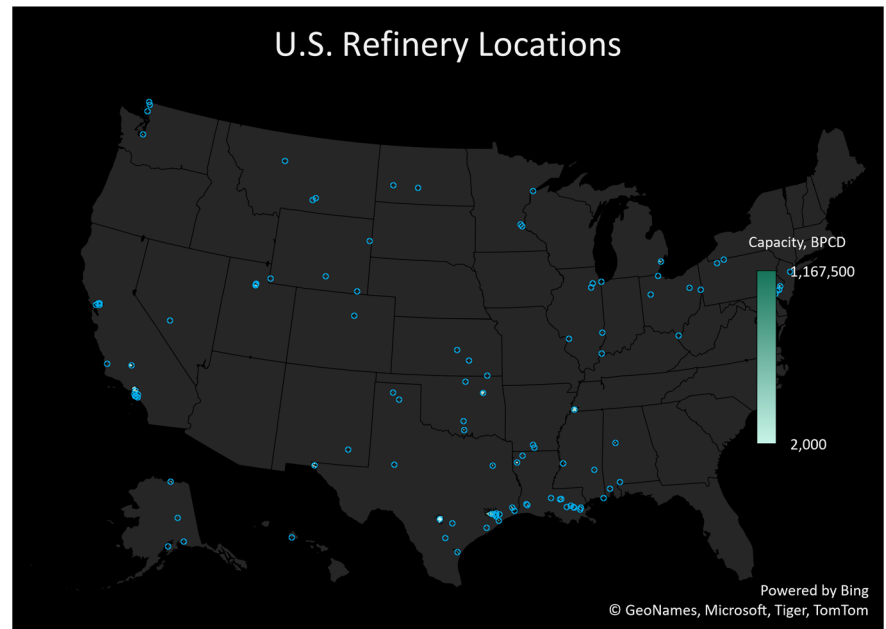 U.S. Refinery Locations
Capacity, BPCD
1,167,500
2,000
Powered by Bing
© GeoNames, Microsoft, Tiger, TomTom